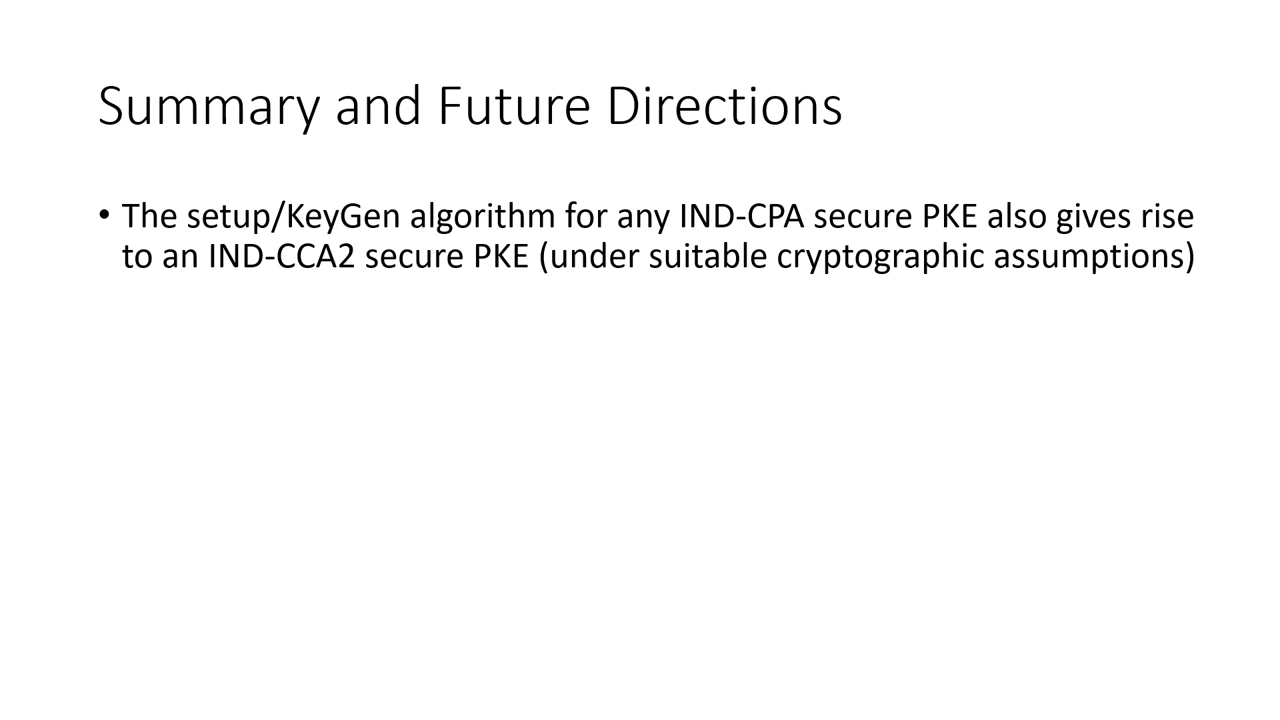 Summary and Future Directions
• The setup/KeyGen algorithm for any IND-CPA secure PKE also gives rise
to an IND-CCA2 secure PKE (under suitable cryptographic assumptions)